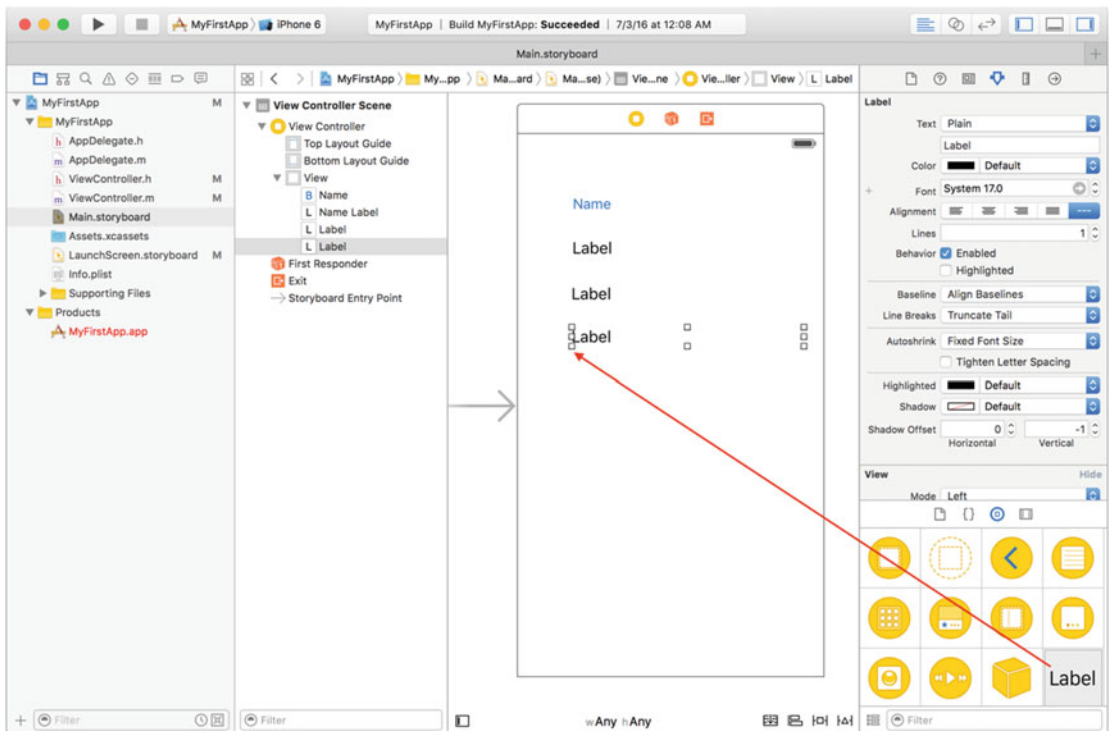 MyFirstApp
iPhone 6
MyFirstApp | Build MyFirstApp: Succeeded | 7/3/16 at 12:08 AM
Main.storyboard
MyFirstApp
My...pp
Ma...ard
Ma...se)
Vie...ne
Vie...ller
View
L Label
MyFirstApp M
MyFirstApp
h AppDelegate.h
m AppDelegate.m
h ViewController.h M
m ViewController.m M
Main.storyboard
Assets.xcassets
LaunchScreen.storyboard M
Info.plist
Supporting Files
Products
MyFirstApp.app
Filter
View Controller Scene
View Controller
Top Layout Guide
Bottom Layout Guide
View
B Name
L Name Label
L Label
L Label
First Responder
Exit
Storyboard Entry Point
Filter
Name
Label
Label
Label
wAny hAny
Label
Text Plain
Label
Color Default
Font System 17.0
Alignment
Lines 1
Behavior Enabled
Highlighted
Baseline Align Baselines
Line Breaks Truncate Tail
Autoshrink Fixed Font Size
Tighten Letter Spacing
Highlighted Default
Shadow Default
Shadow Offset 0 -1
Horizontal Vertical
View Hide
Mode Left
{}
Label
Filter